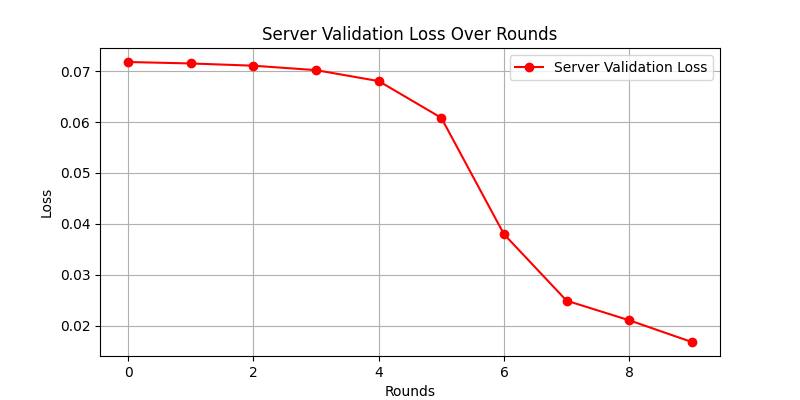 Server Validation Loss Over Rounds
Server Validation Loss
0.07
0.06
0.05
0.04
0.03
0.02
Loss
0 2 4 6 8
Rounds